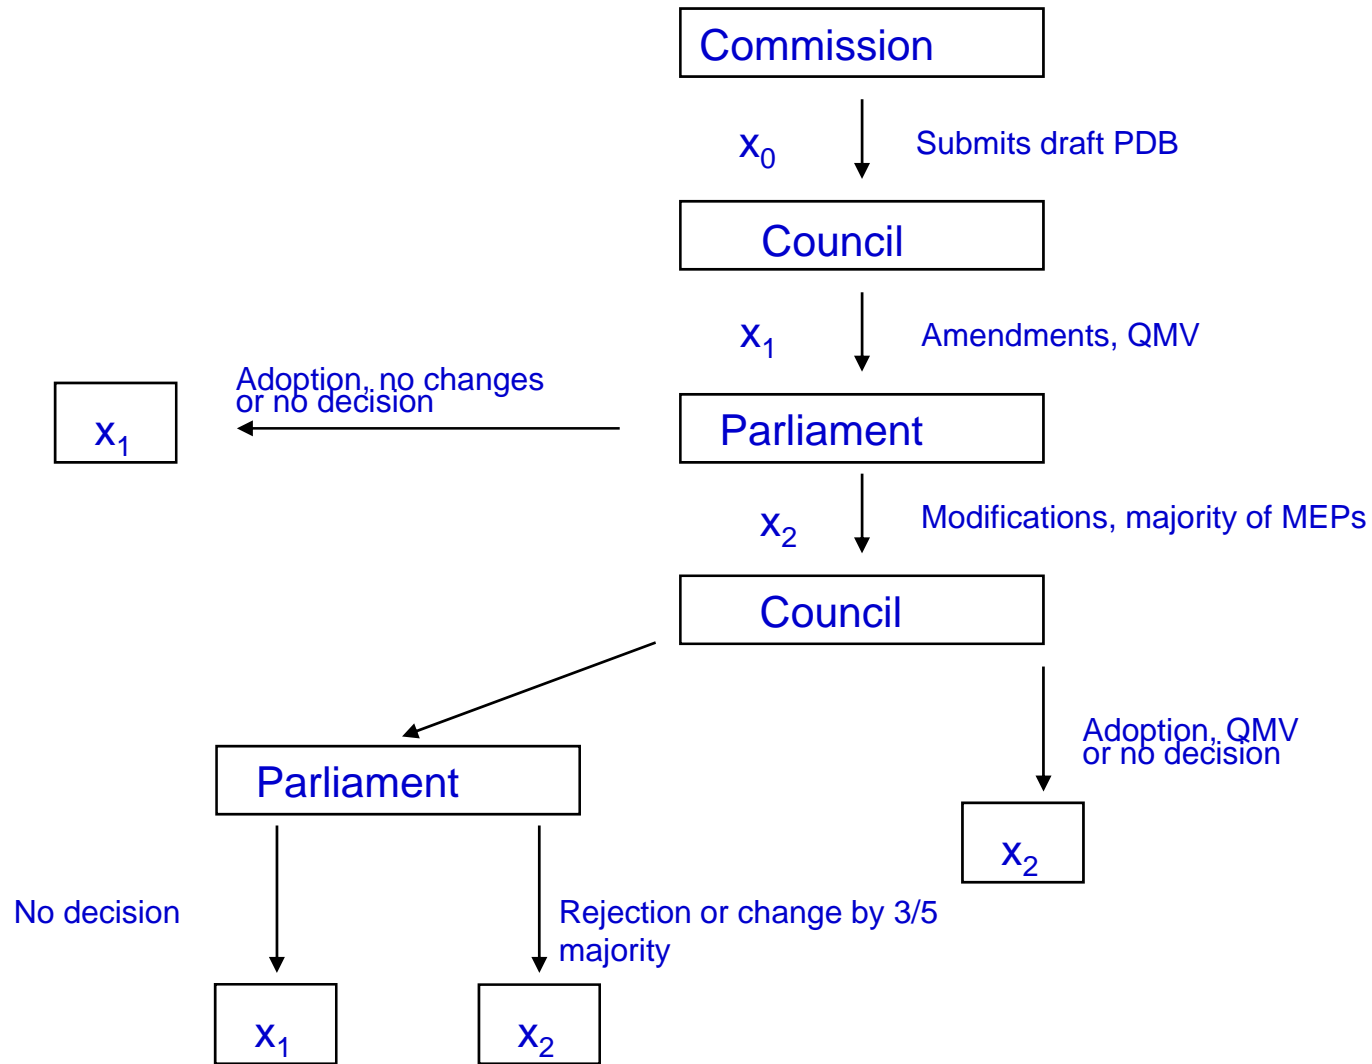 Commission
x₀
Submits draft PDB
Council
x₁
Amendments, QMV
Adoption, no changes
or no decision
x₁
Parliament
x₂
Modifications, majority of MEPs
Council
Adoption, QMV
or no decision
Parliament
x₂
No decision
Rejection or change by 3/5
majority
x₁
x₂